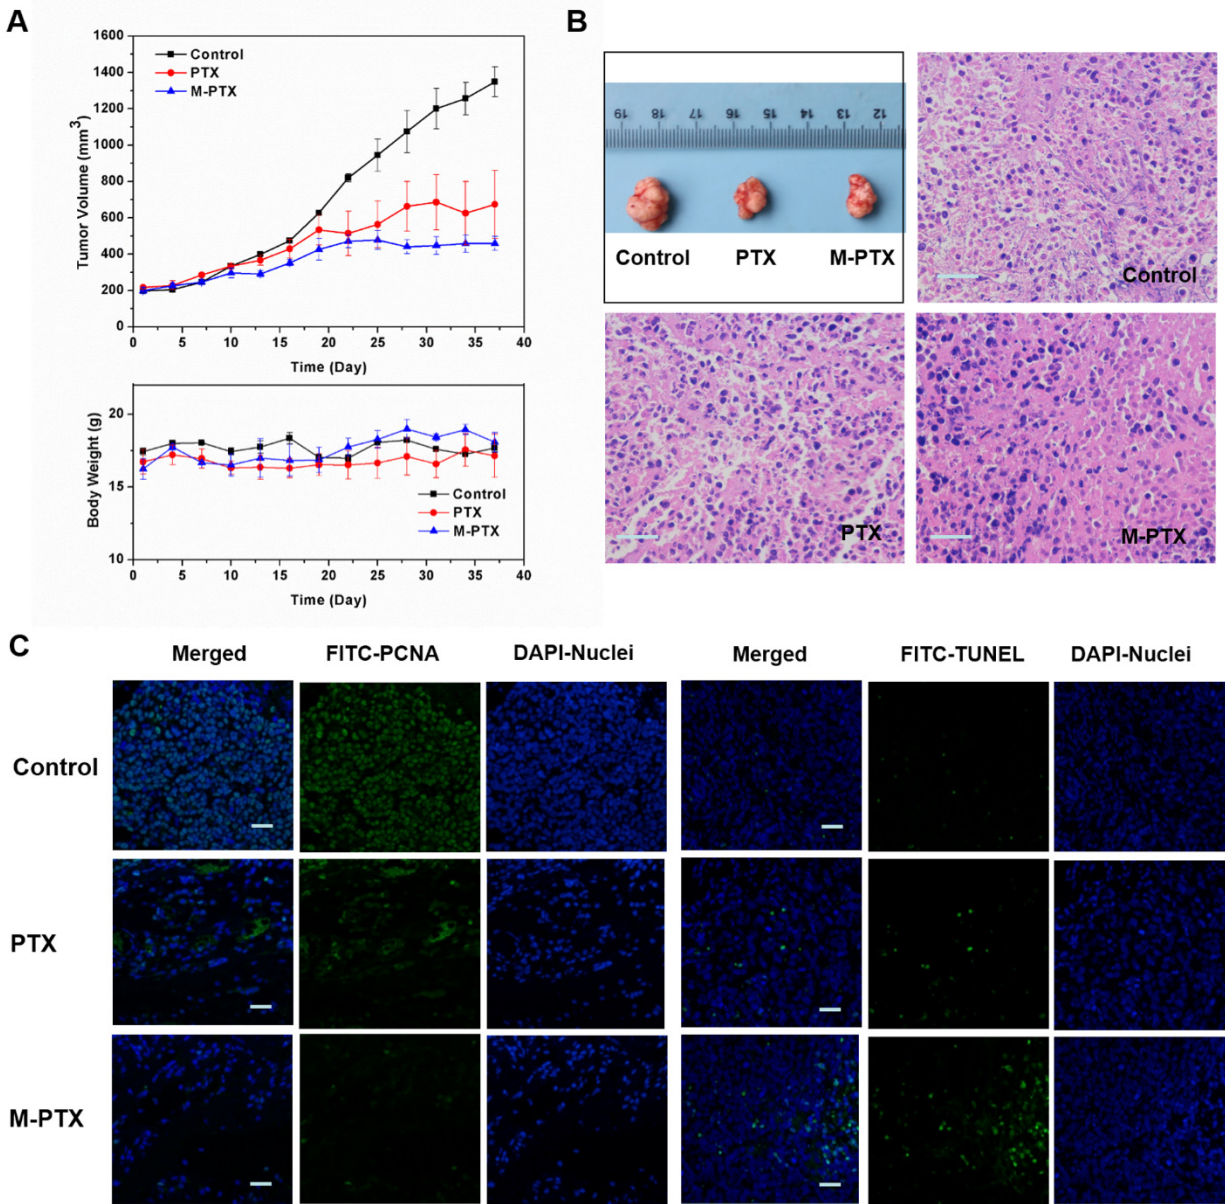 A
1600
1400
1200
1000
800
600
400
200
0
Tumor Volume (mm3)
Control
PTX
M-PTX
0 5 10 15 20 25 30 35 40
Time (Day)
20
15
10
Body Weight (g)
Control
PTX
M-PTX
0 5 10 15 20 25 30 35 40
Time (Day)
B
19 18 17 16 15 14 13 12
Control PTX M-PTX
Control
PTX
M-PTX
C
Merged FITC-PCNA DAPI-Nuclei Merged FITC-TUNEL DAPI-Nuclei
Control
PTX
M-PTX